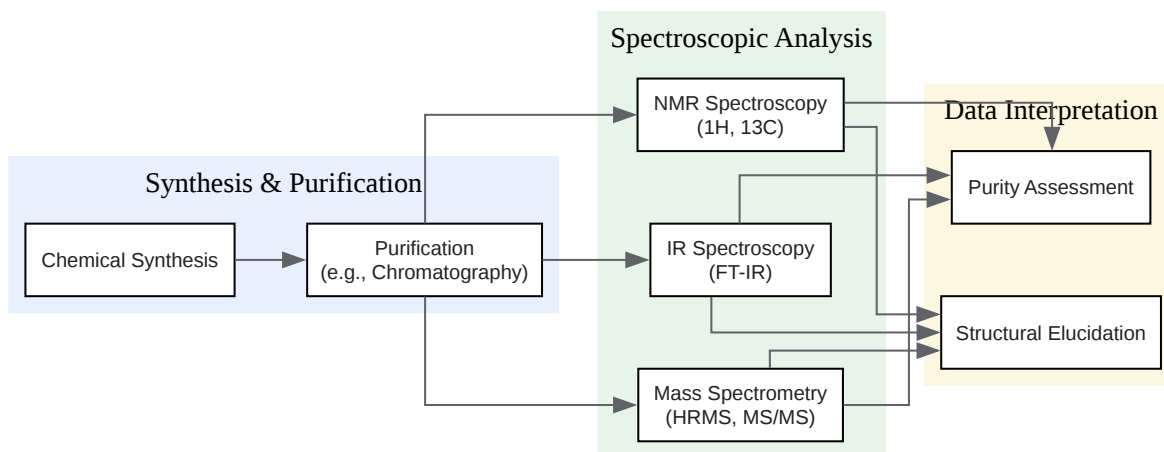 Spectroscopic Analysis
NMR Spectroscopy
(1H, 13C)
Data Interpretation
Synthesis & Purification
Purity Assessment
Chemical Synthesis
Purification
(e.g., Chromatography)
IR Spectroscopy
(FT-IR)
Structural Elucidation
Mass Spectrometry
(HRMS, MS/MS)